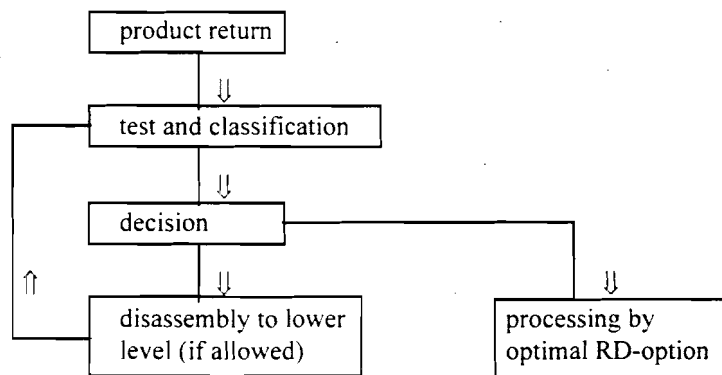 product return
test and classification
decision
disassembly to lower
level (if allowed)
processing by
optimal RD-option